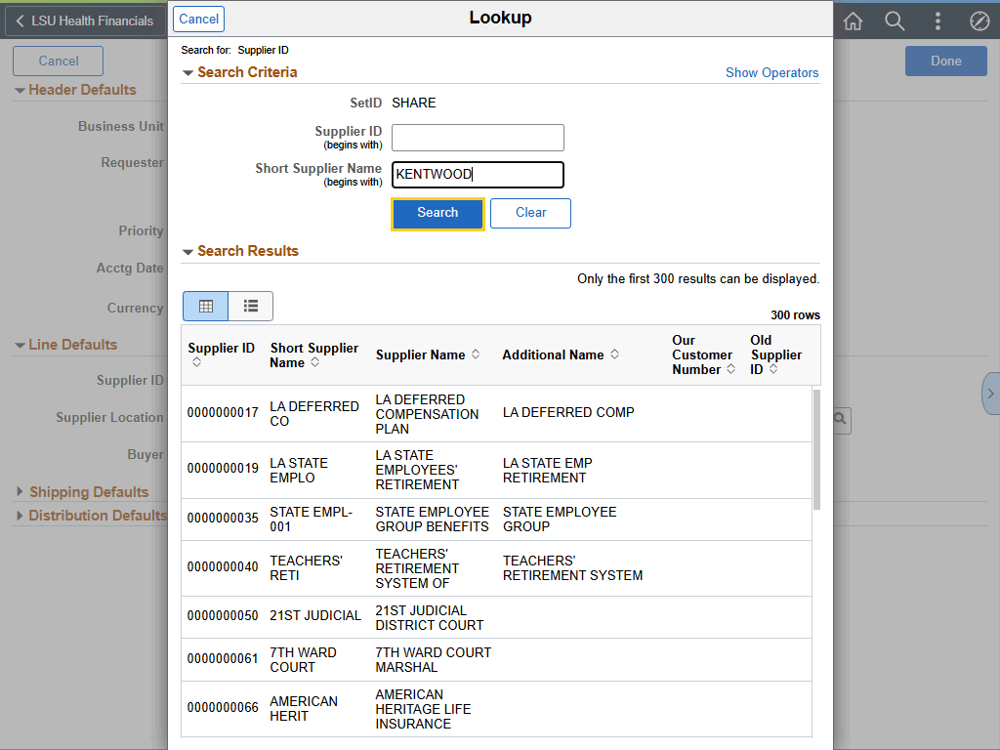 LSU Health Financials
Cancel
Lookup
Search for: Supplier ID
Cancel
Done
Search Criteria
Show Operators
Header Defaults
SetID SHARE
Business Unit
Supplier ID
(begins with)
Requester
Short Supplier Name
(begins with)
KENTWOOD
Search
Clear
Priority
Search Results
Acctg Date
Only the first 300 results can be displayed.
Currency
300 rows
Line Defaults
Supplier ID
Short Supplier Name
Supplier Name
Additional Name
Our Customer Number
Old Supplier ID
Supplier ID
0000000017
LA DEFERRED CO
LA DEFERRED COMPENSATION PLAN
LA DEFERRED COMP
Supplier Location
Buyer
0000000019
LA STATE EMPLO
LA STATE EMPLOYEES' RETIREMENT
LA STATE EMP RETIREMENT
Shipping Defaults
Distribution Defaults
0000000035
STATE EMPL-001
STATE EMPLOYEE GROUP BENEFITS
STATE EMPLOYEE GROUP
0000000040
TEACHERS' RETI
TEACHERS' RETIREMENT SYSTEM OF
TEACHERS' RETIREMENT SYSTEM
0000000050
21ST JUDICIAL
21ST JUDICIAL DISTRICT COURT
0000000061
7TH WARD COURT
7TH WARD COURT MARSHAL
0000000066
AMERICAN HERIT
AMERICAN HERITAGE LIFE INSURANCE